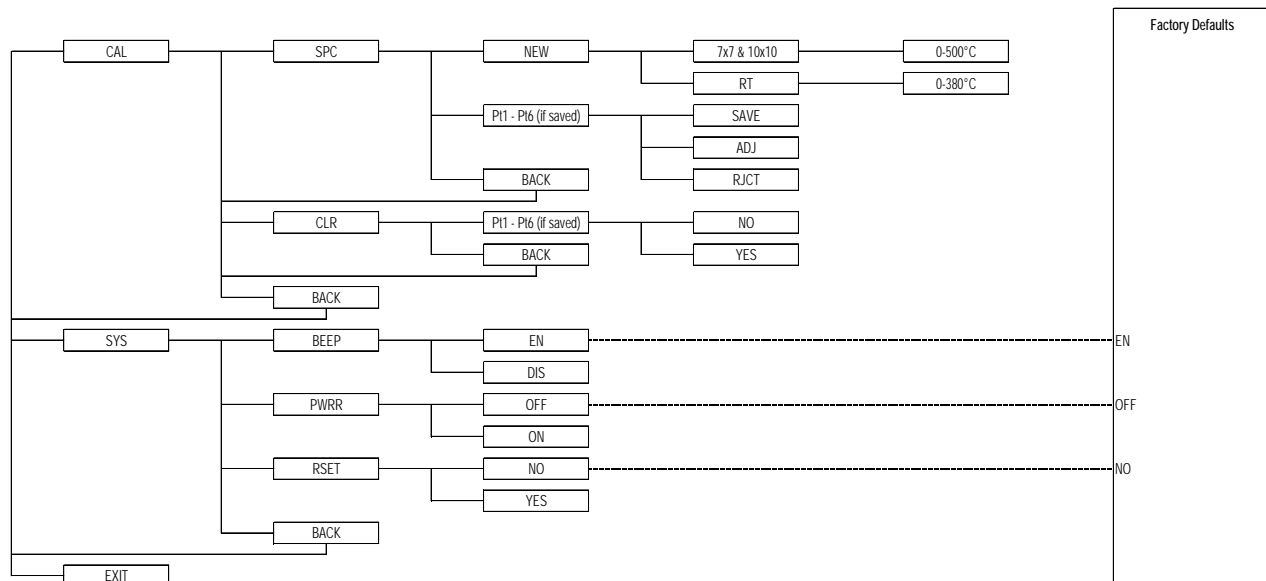 Factory Defaults
CAL SPC NEW 7x7 & 10x10 0-500°C
RT 0-380°C
Pt1 - Pt6 (if saved) SAVE
ADJ
BACK RJCT
CLR Pt1 - Pt6 (if saved) NO
BACK YES
BACK
SYS BEEP EN EN
DIS
PWRR OFF OFF
ON
RSET NO NO
YES
BACK
EXIT